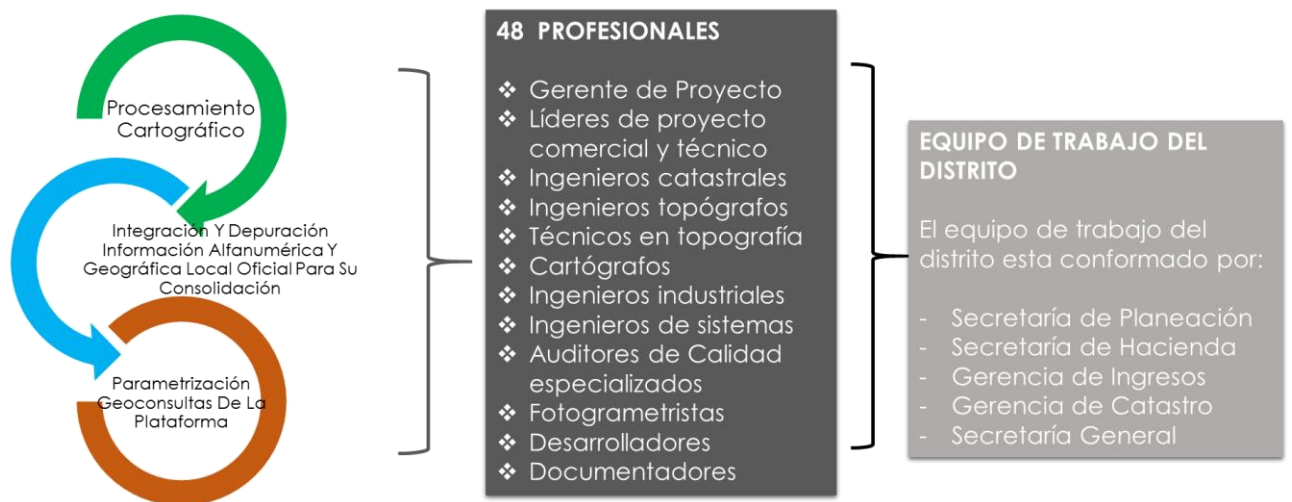 Procesamiento
Cartográfico
Integración Y Depuración
Información Alfanumérica Y
Geográfica Local Oficial Para Su
Consolidación
Parametrización
Geoconsultas De La
Plataforma
48 PROFESIONALES
❖ Gerente de Proyecto
❖ Líderes de proyecto
comercial y técnico
❖ Ingenieros catastrales
❖ Ingenieros topógrafos
❖ Técnicos en topografía
❖ Cartógrafos
❖ Ingenieros industriales
❖ Ingenieros de sistemas
❖ Auditores de Calidad
especializados
❖ Fotogrametristas
❖ Desarrolladores
❖ Documentadores
EQUIPO DE TRABAJO DEL
DISTRITO
El equipo de trabajo del
distrito esta conformado por:
- Secretaría de Planeación
- Secretaría de Hacienda
- Gerencia de Ingresos
- Gerencia de Catastro
- Secretaría General